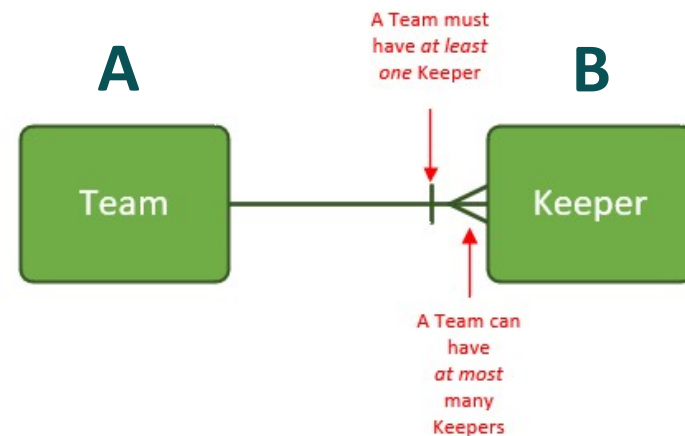 A Team must
have at least
one Keeper
A
B
Team
Keeper
A Team can
have
at most
many
Keepers